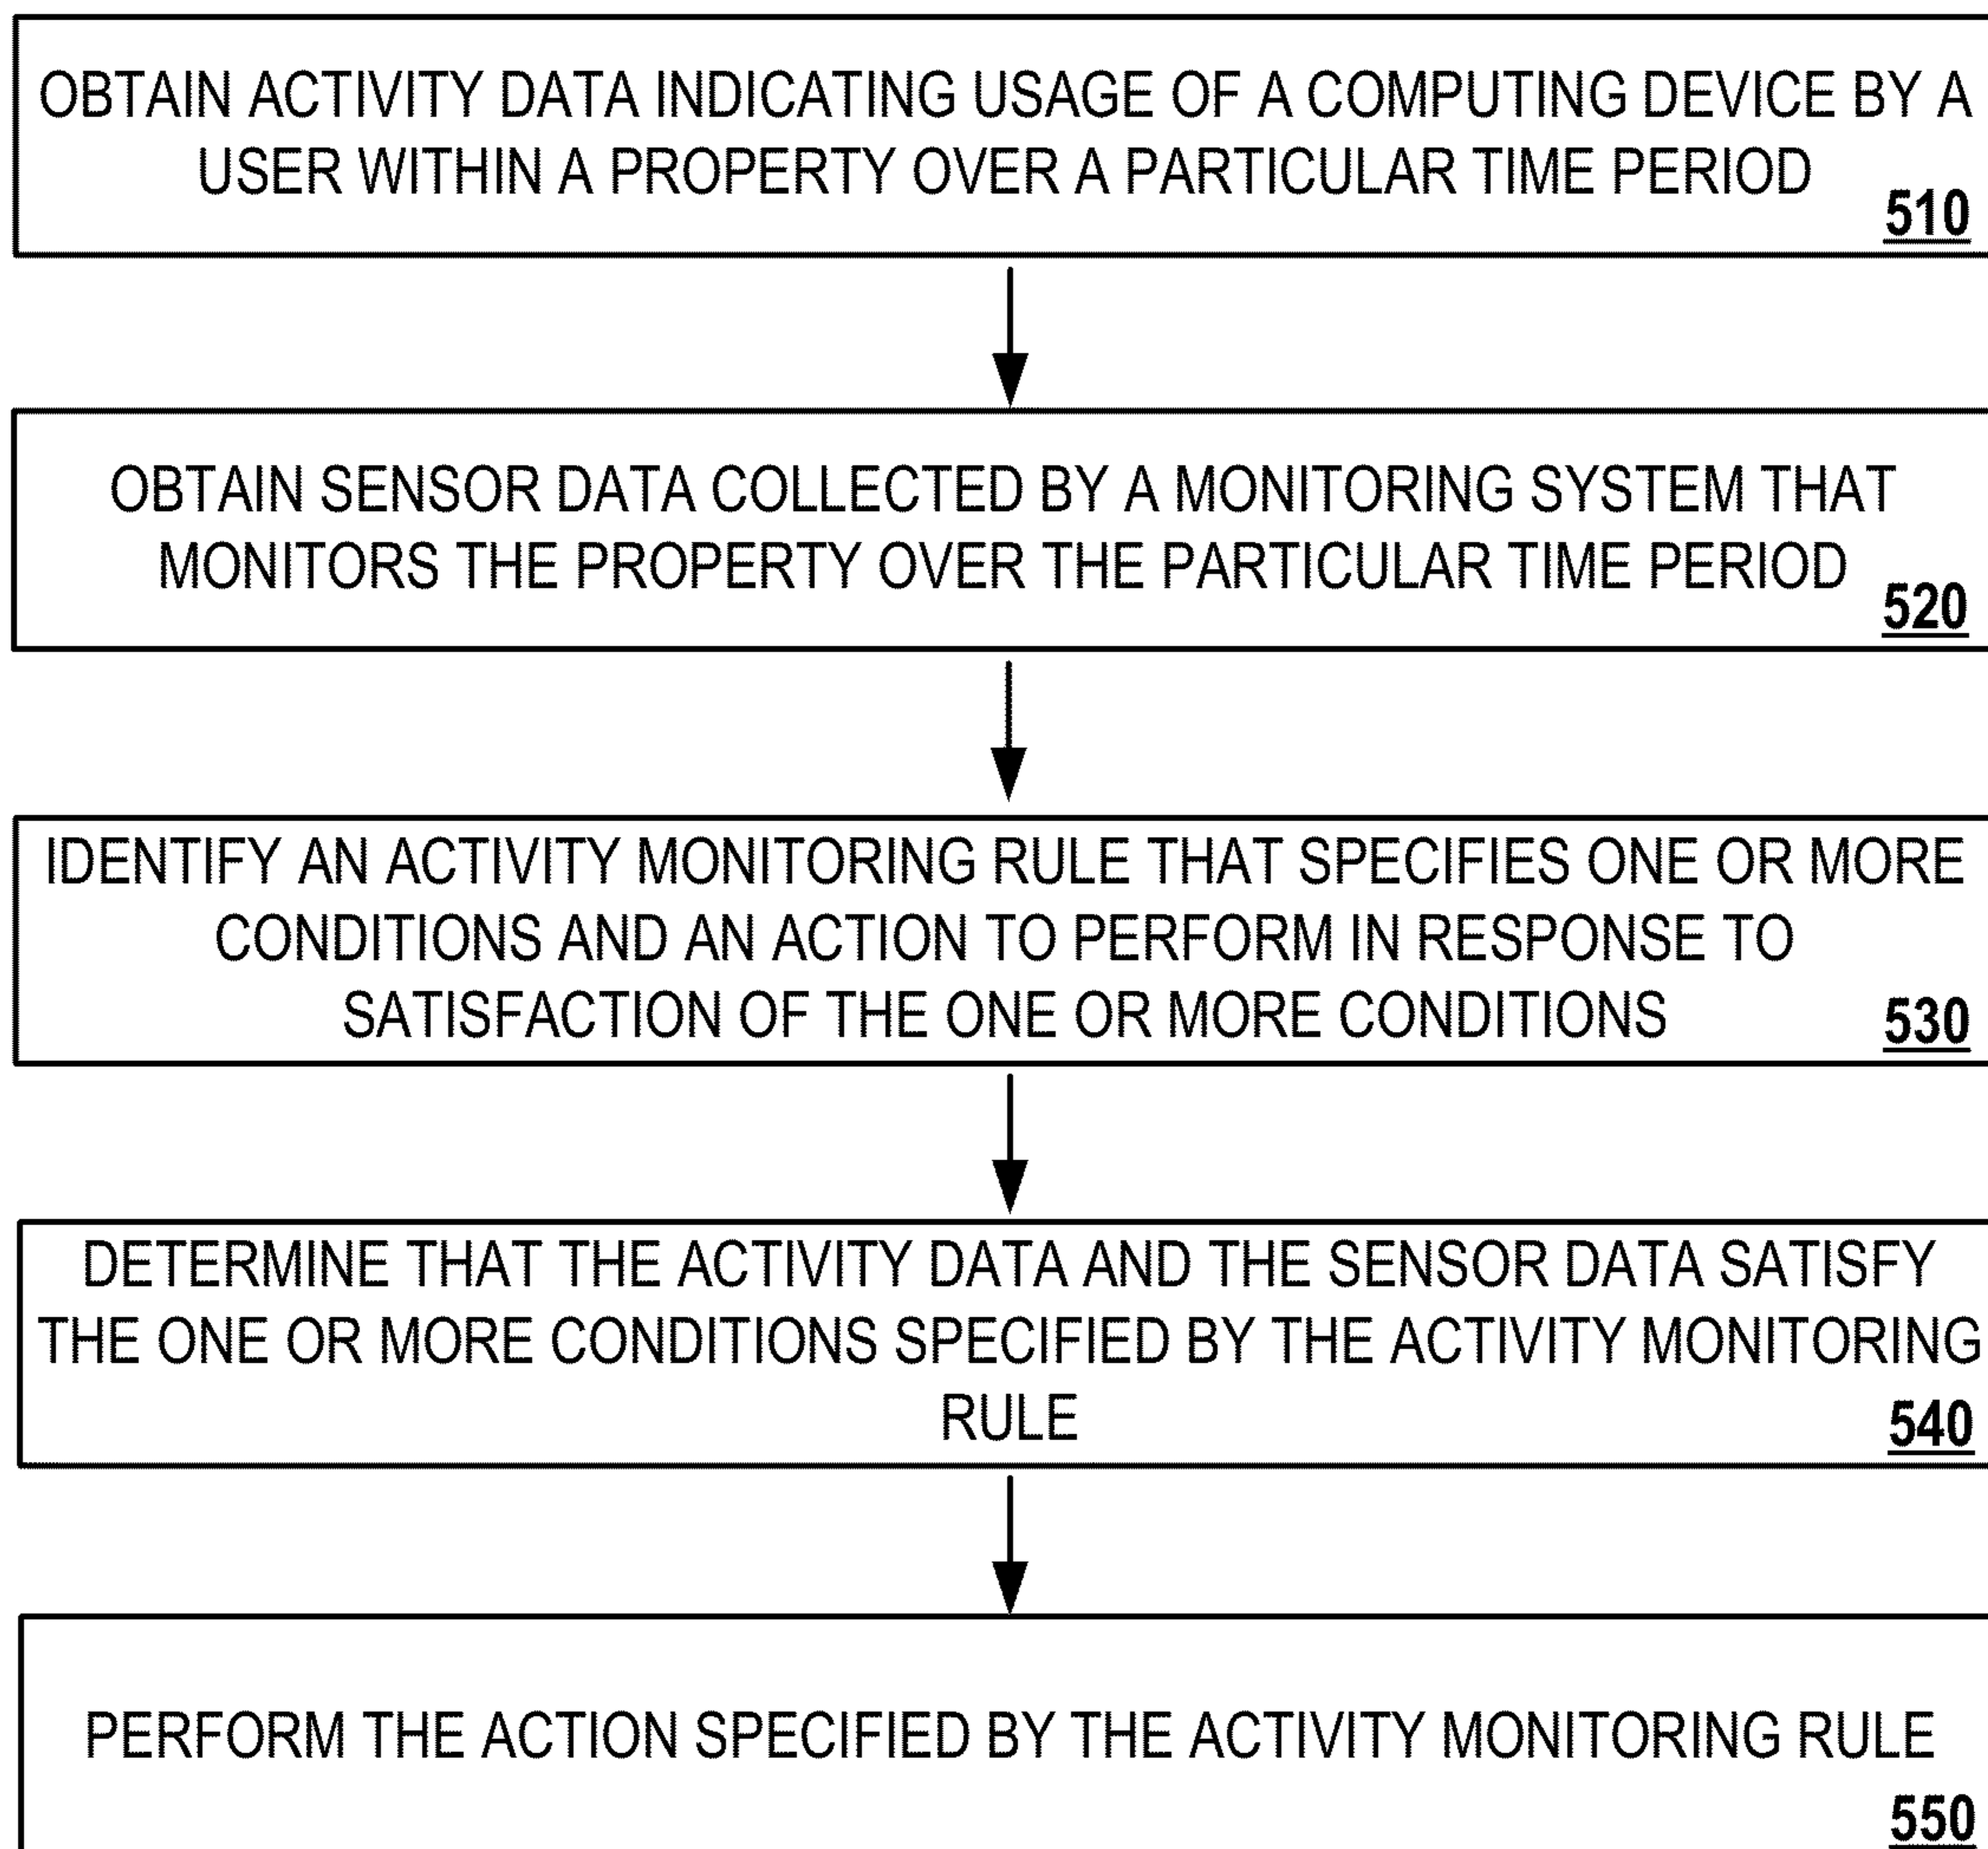 OBTAIN ACTIVITY DATA INDICATING USAGE OF A COMPUTING DEVICE BY A
USER WITHIN A PROPERTY OVER A PARTICULAR TIME PERIOD
510
OBTAIN SENSOR DATA COLLECTED BY A MONITORING SYSTEM THAT
MONITORS THE PROPERTY OVER THE PARTICULAR TIME PERIOD
520
IDENTIFY AN ACTIVITY MONITORING RULE THAT SPECIFIES ONE OR MORE
CONDITIONS AND AN ACTION TO PERFORM IN RESPONSE TO
SATISFACTION OF THE ONE OR MORE CONDITIONS
530
DETERMINE THAT THE ACTIVITY DATA AND THE SENSOR DATA SATISFY
THE ONE OR MORE CONDITIONS SPECIFIED BY THE ACTIVITY MONITORING
RULE
540
PERFORM THE ACTION SPECIFIED BY THE ACTIVITY MONITORING RULE
550